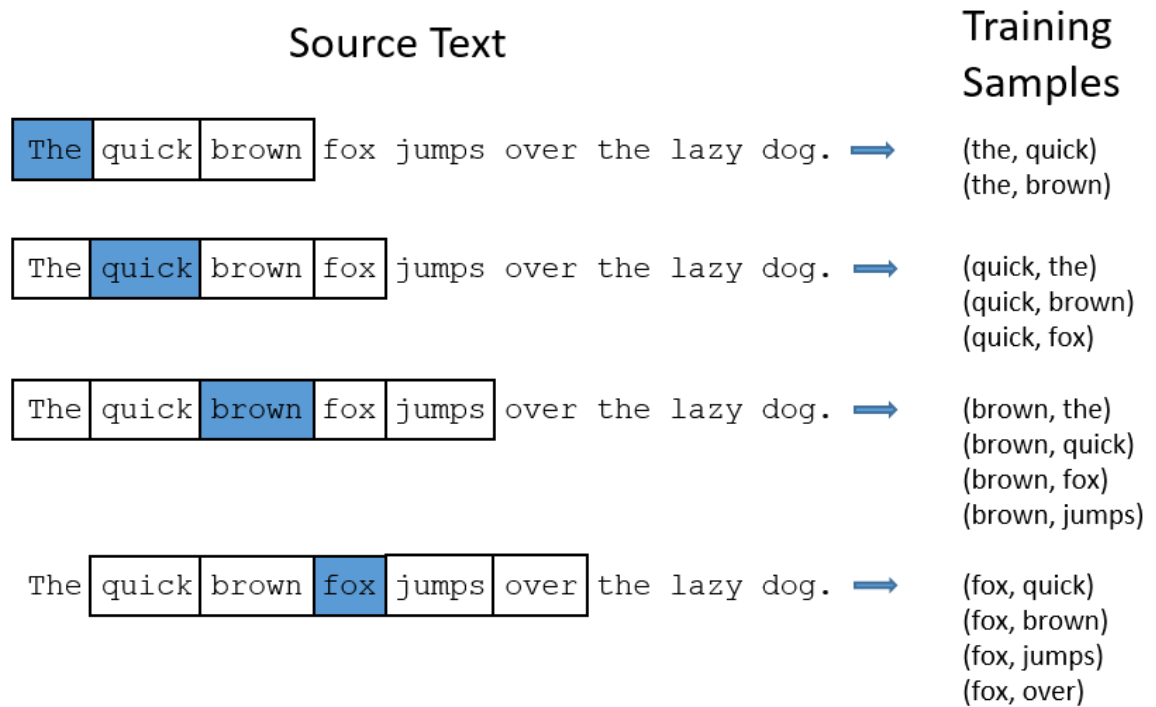 Source Text
Training
Samples
The quick brown fox jumps over the lazy dog.
(the, quick)
(the, brown)
The quick brown fox jumps over the lazy dog.
(quick, the)
(quick, brown)
(quick, fox)
The quick brown fox jumps over the lazy dog.
(brown, the)
(brown, quick)
(brown, fox)
(brown, jumps)
The quick brown fox jumps over the lazy dog.
(fox, quick)
(fox, brown)
(fox, jumps)
(fox, over)